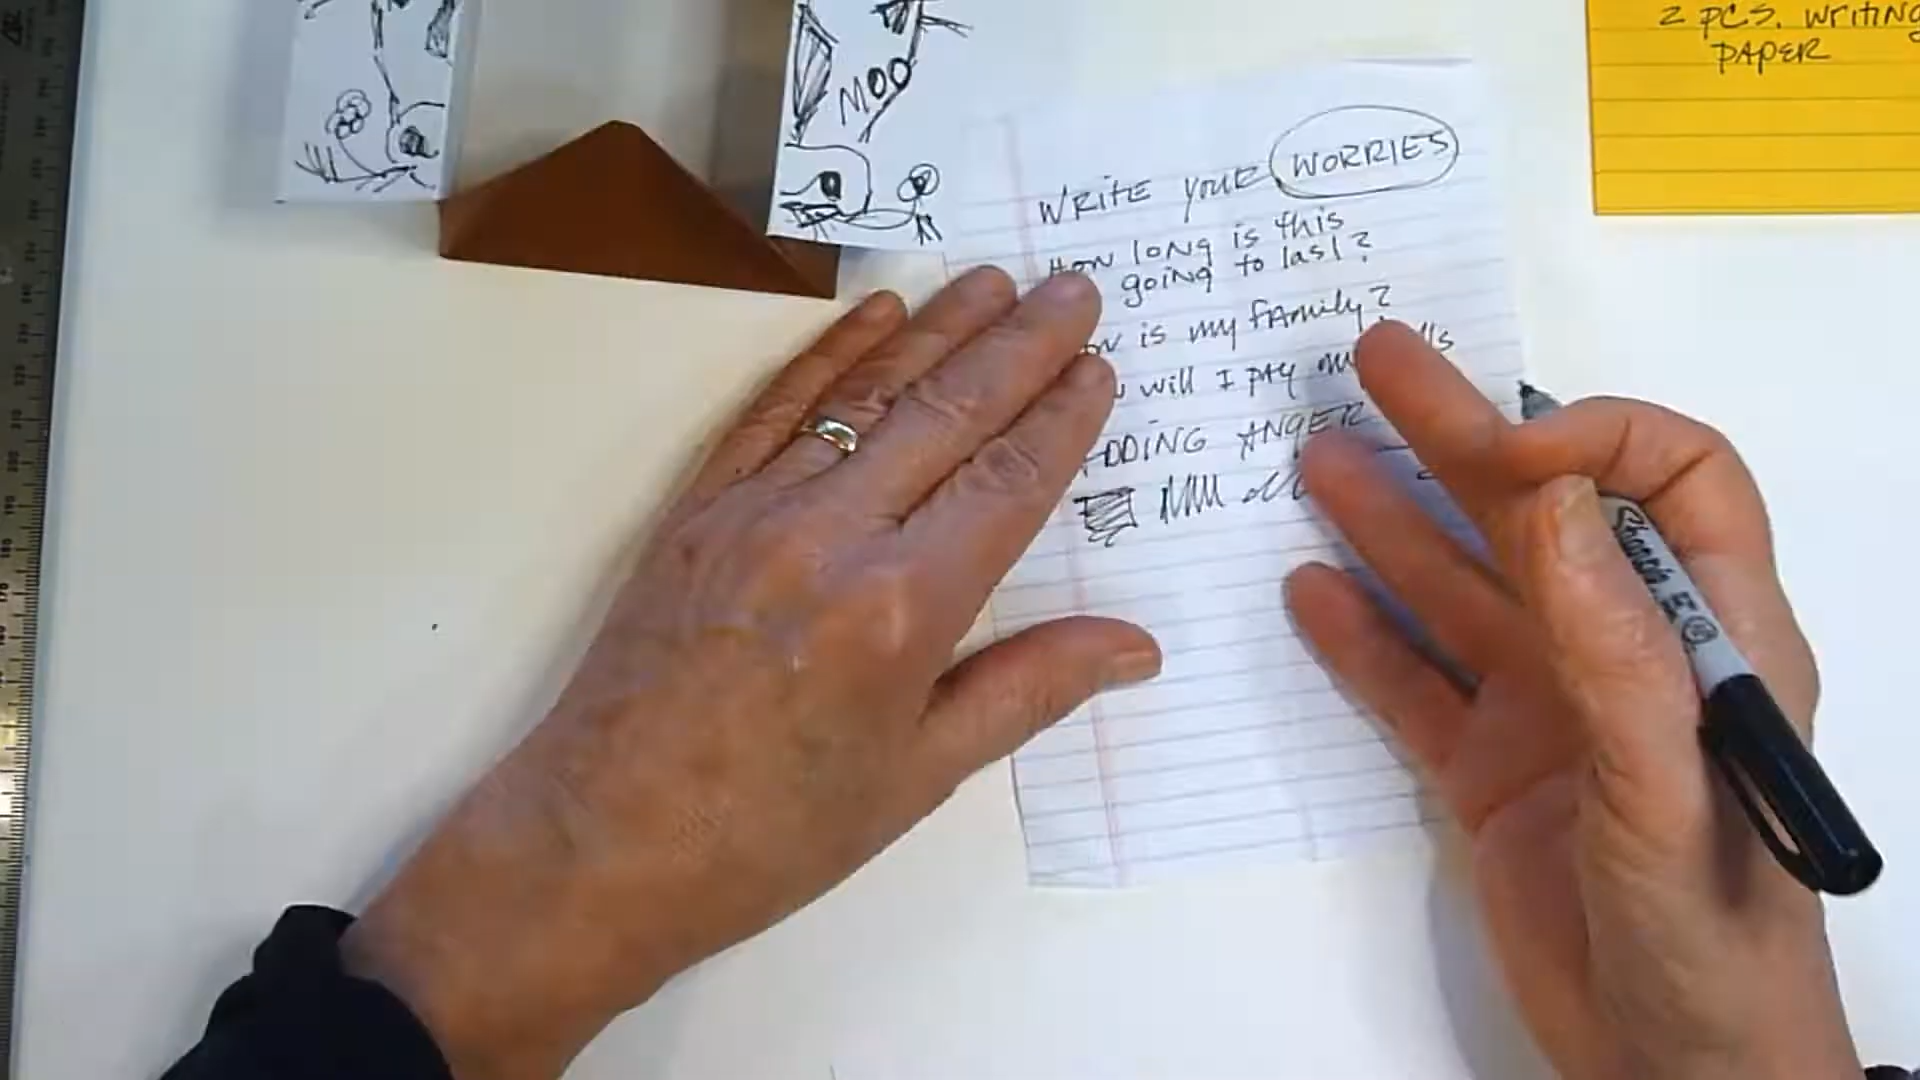 2 PCS. WRITING
PAPER
MOO
WRITE YOUR WORRIES
How long is this
going to last?
is my family?
will I pay
ADDING ANGER
Sharpie